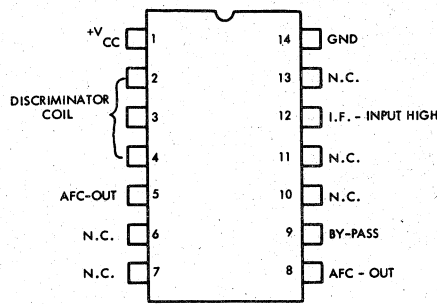 +V CC 1 14 GND
2 13 N.C.
DISCRIMINATOR COIL
3 12 I.F. - INPUT HIGH
4 11 N.C.
AFC-OUT 5 10 N.C.
N.C. 6 9 BY-PASS
N.C. 7 8 AFC - OUT